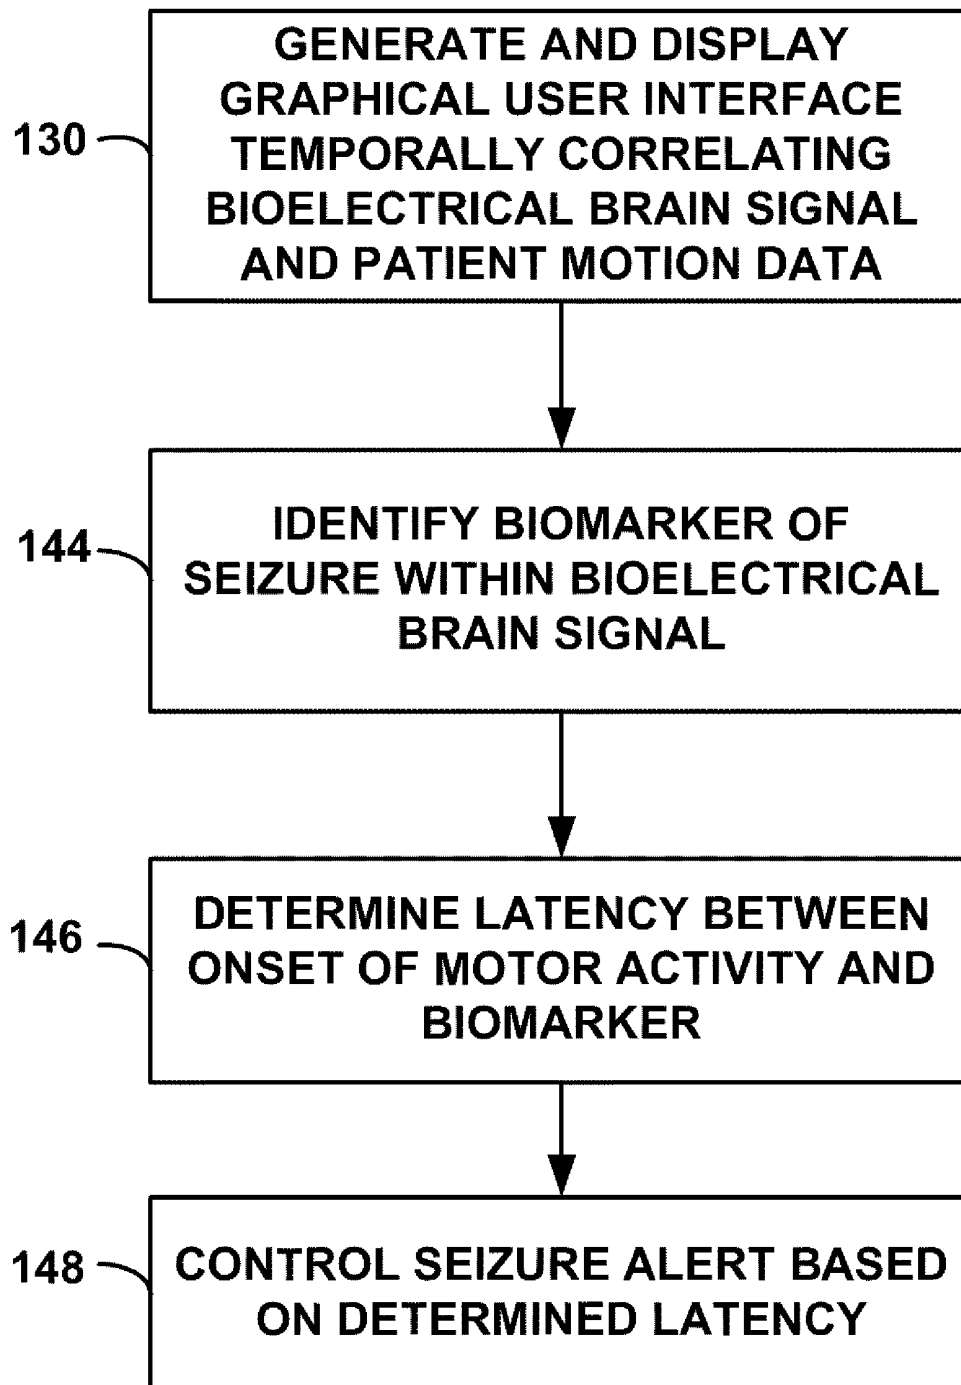 GENERATE AND DISPLAY
GRAPHICAL USER INTERFACE
TEMPORALLY CORRELATING
BIOELECTRICAL BRAIN SIGNAL
AND PATIENT MOTION DATA
130
IDENTIFY BIOMARKER OF
SEIZURE WITHIN BIOELECTRICAL
BRAIN SIGNAL
144
DETERMINE LATENCY BETWEEN
ONSET OF MOTOR ACTIVITY AND
BIOMARKER
146
CONTROL SEIZURE ALERT BASED
ON DETERMINED LATENCY
148